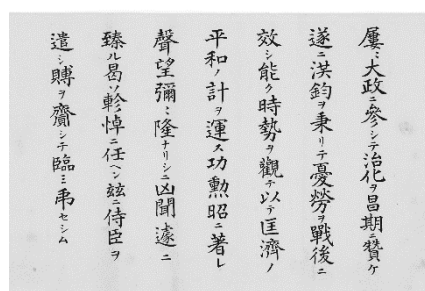 屢〻大政ニ參シテ治化ヲ昌期ニ贊ケ
遂ニ洪鈞ヲ秉リテ憂勞ヲ戰後ニ
效シ能ク時勢ヲ觀テ以テ匡濟ノ
平和ノ計ヲ運ス功勳昭ニ著レ
聲望彌〻隆ナリシニ凶聞遽ニ
臻ル曷ソ軫悼ニ任ヘン玆ニ侍臣ヲ
遣シ賻ヲ齎シテ臨ミ弔セシム